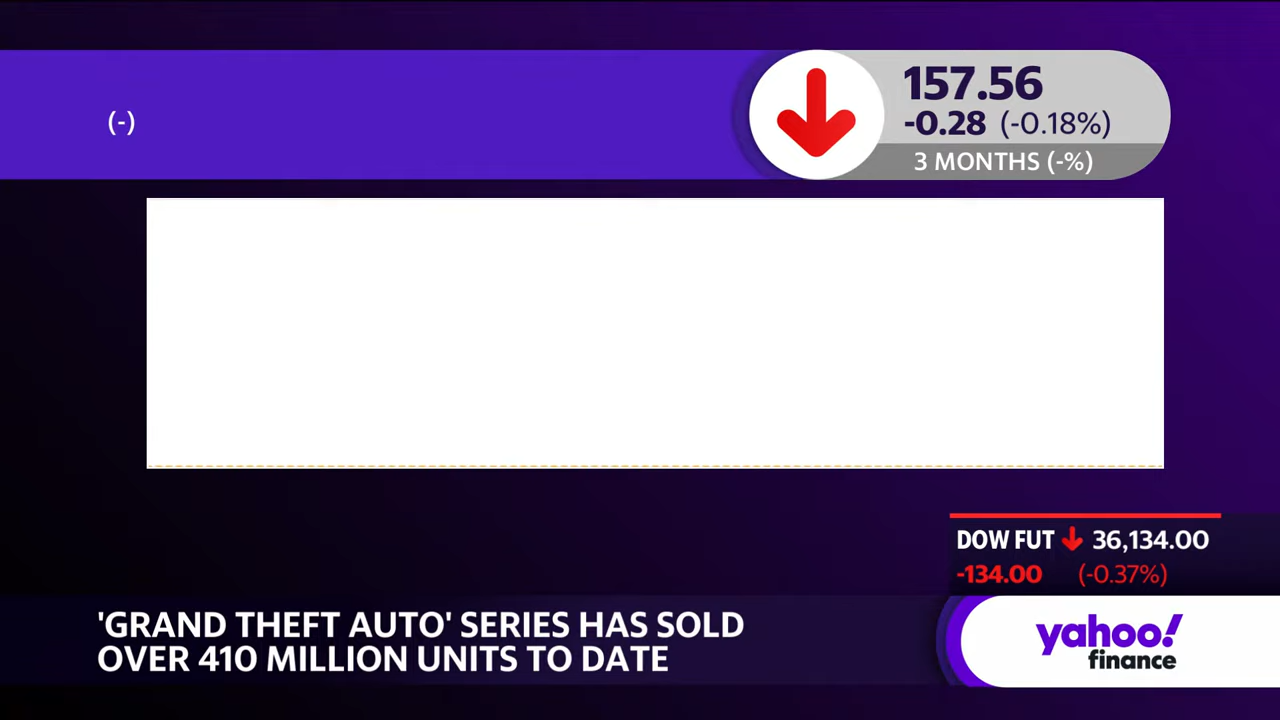 (-)
157.56
-0.28 (-0.18%)
3 MONTHS (-%)
DOW FUT 36,134.00
-134.00 (-0.37%)
'GRAND THEFT AUTO' SERIES HAS SOLD
OVER 410 MILLION UNITS TO DATE
yahoo!
finance